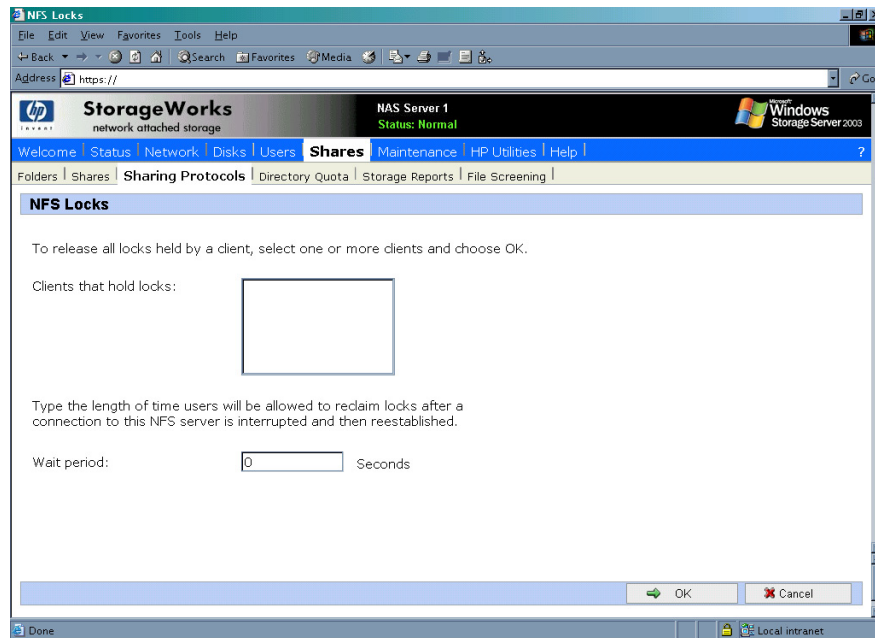 NFS Locks
File Edit View Favorites Tools Help
Back Search Favorites Media
Address https:// Go
hp invent StorageWorks network attached storage
NAS Server 1
Status: Normal
Microsoft Windows Storage Server 2003
Welcome | Status | Network | Disks | Users | Shares | Maintenance | HP Utilities | Help | ?
Folders | Shares | Sharing Protocols | Directory Quota | Storage Reports | File Screening |
NFS Locks
To release all locks held by a client, select one or more clients and choose OK.
Clients that hold locks:
Type the length of time users will be allowed to reclaim locks after a
connection to this NFS server is interrupted and then reestablished.
Wait period: 0 Seconds
OK Cancel
Done Local intranet